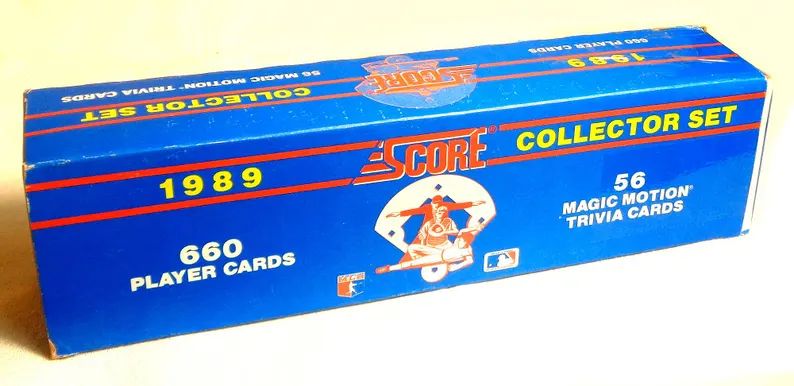 56 MAGIC MOTION TRIVIA CARDS
COLLECTOR SET
SCORE
1989
660 PLAYER CARDS
1989
SCORE®
COLLECTOR SET
660
PLAYER CARDS
56
MAGIC MOTION®
TRIVIA CARDS